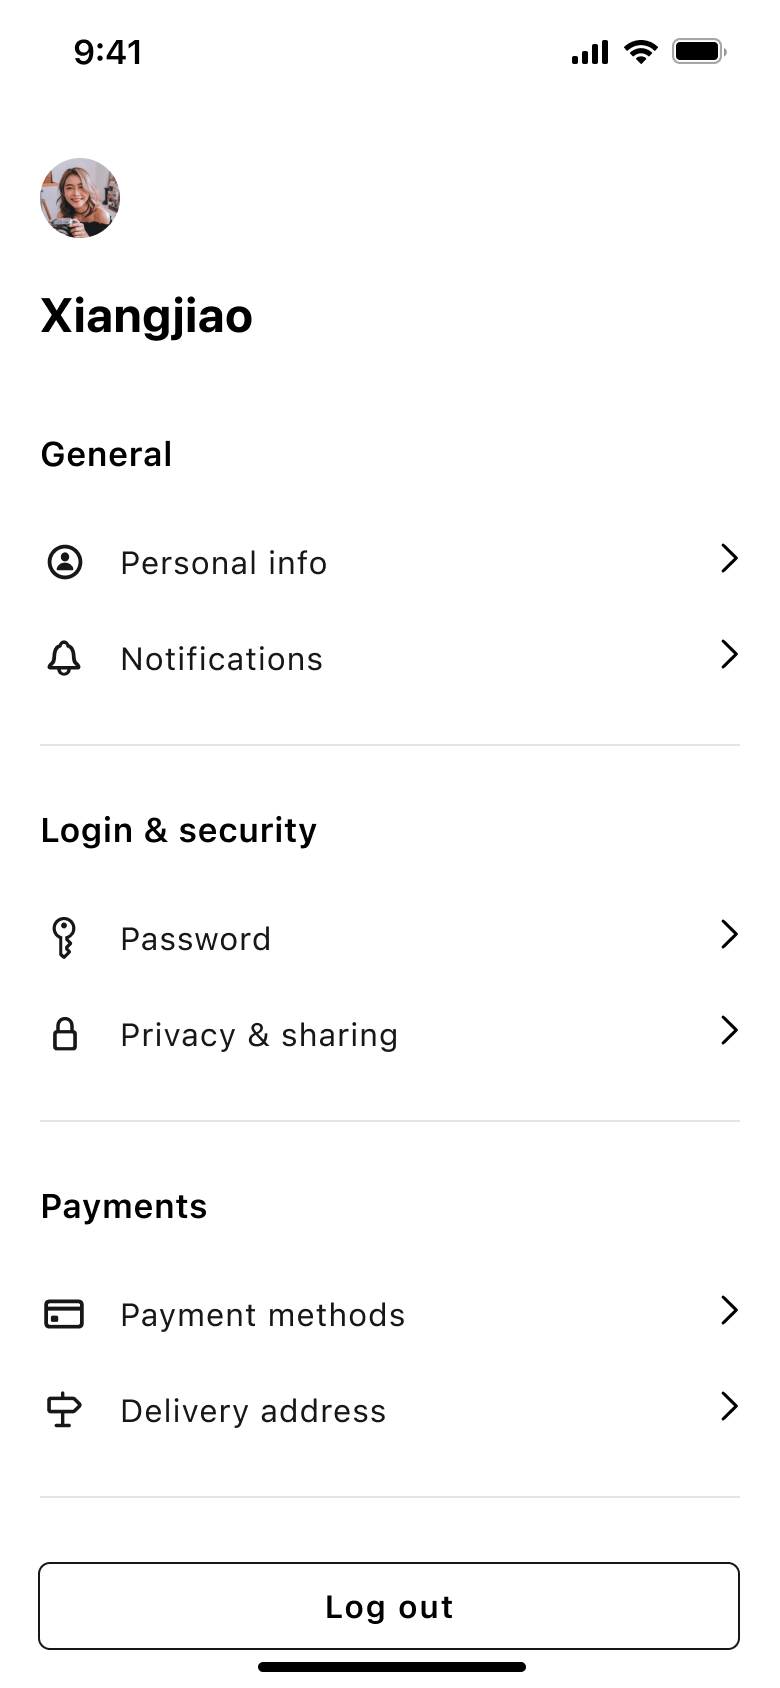 9:41
Xiangjiao
General
Personal info
Notifications
Login & security
Password
Privacy & sharing
Payments
Payment methods
Delivery address
Log out